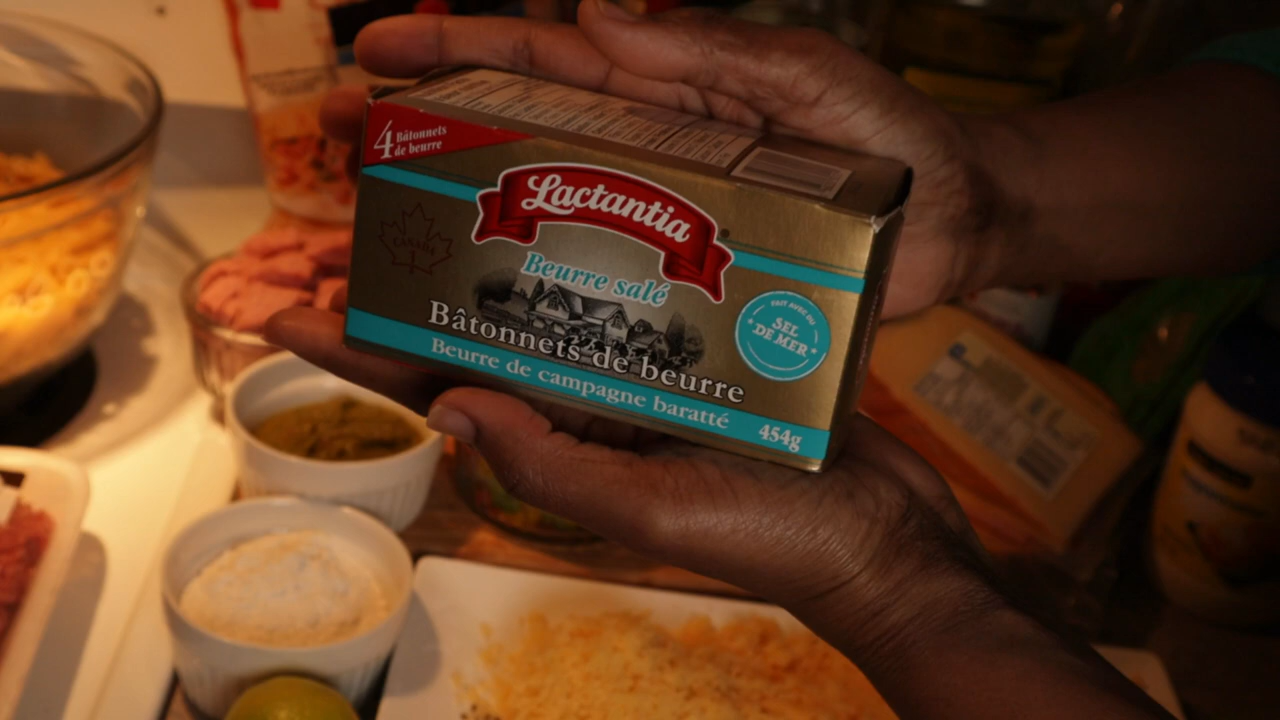 4 Bâtonnets
de beurre
Lactantia
CANADA
Beurre salé
Bâtonnets de beurre
Beurre de campagne baratté
454g
FAIT AVEC DU
SEL
DE MER